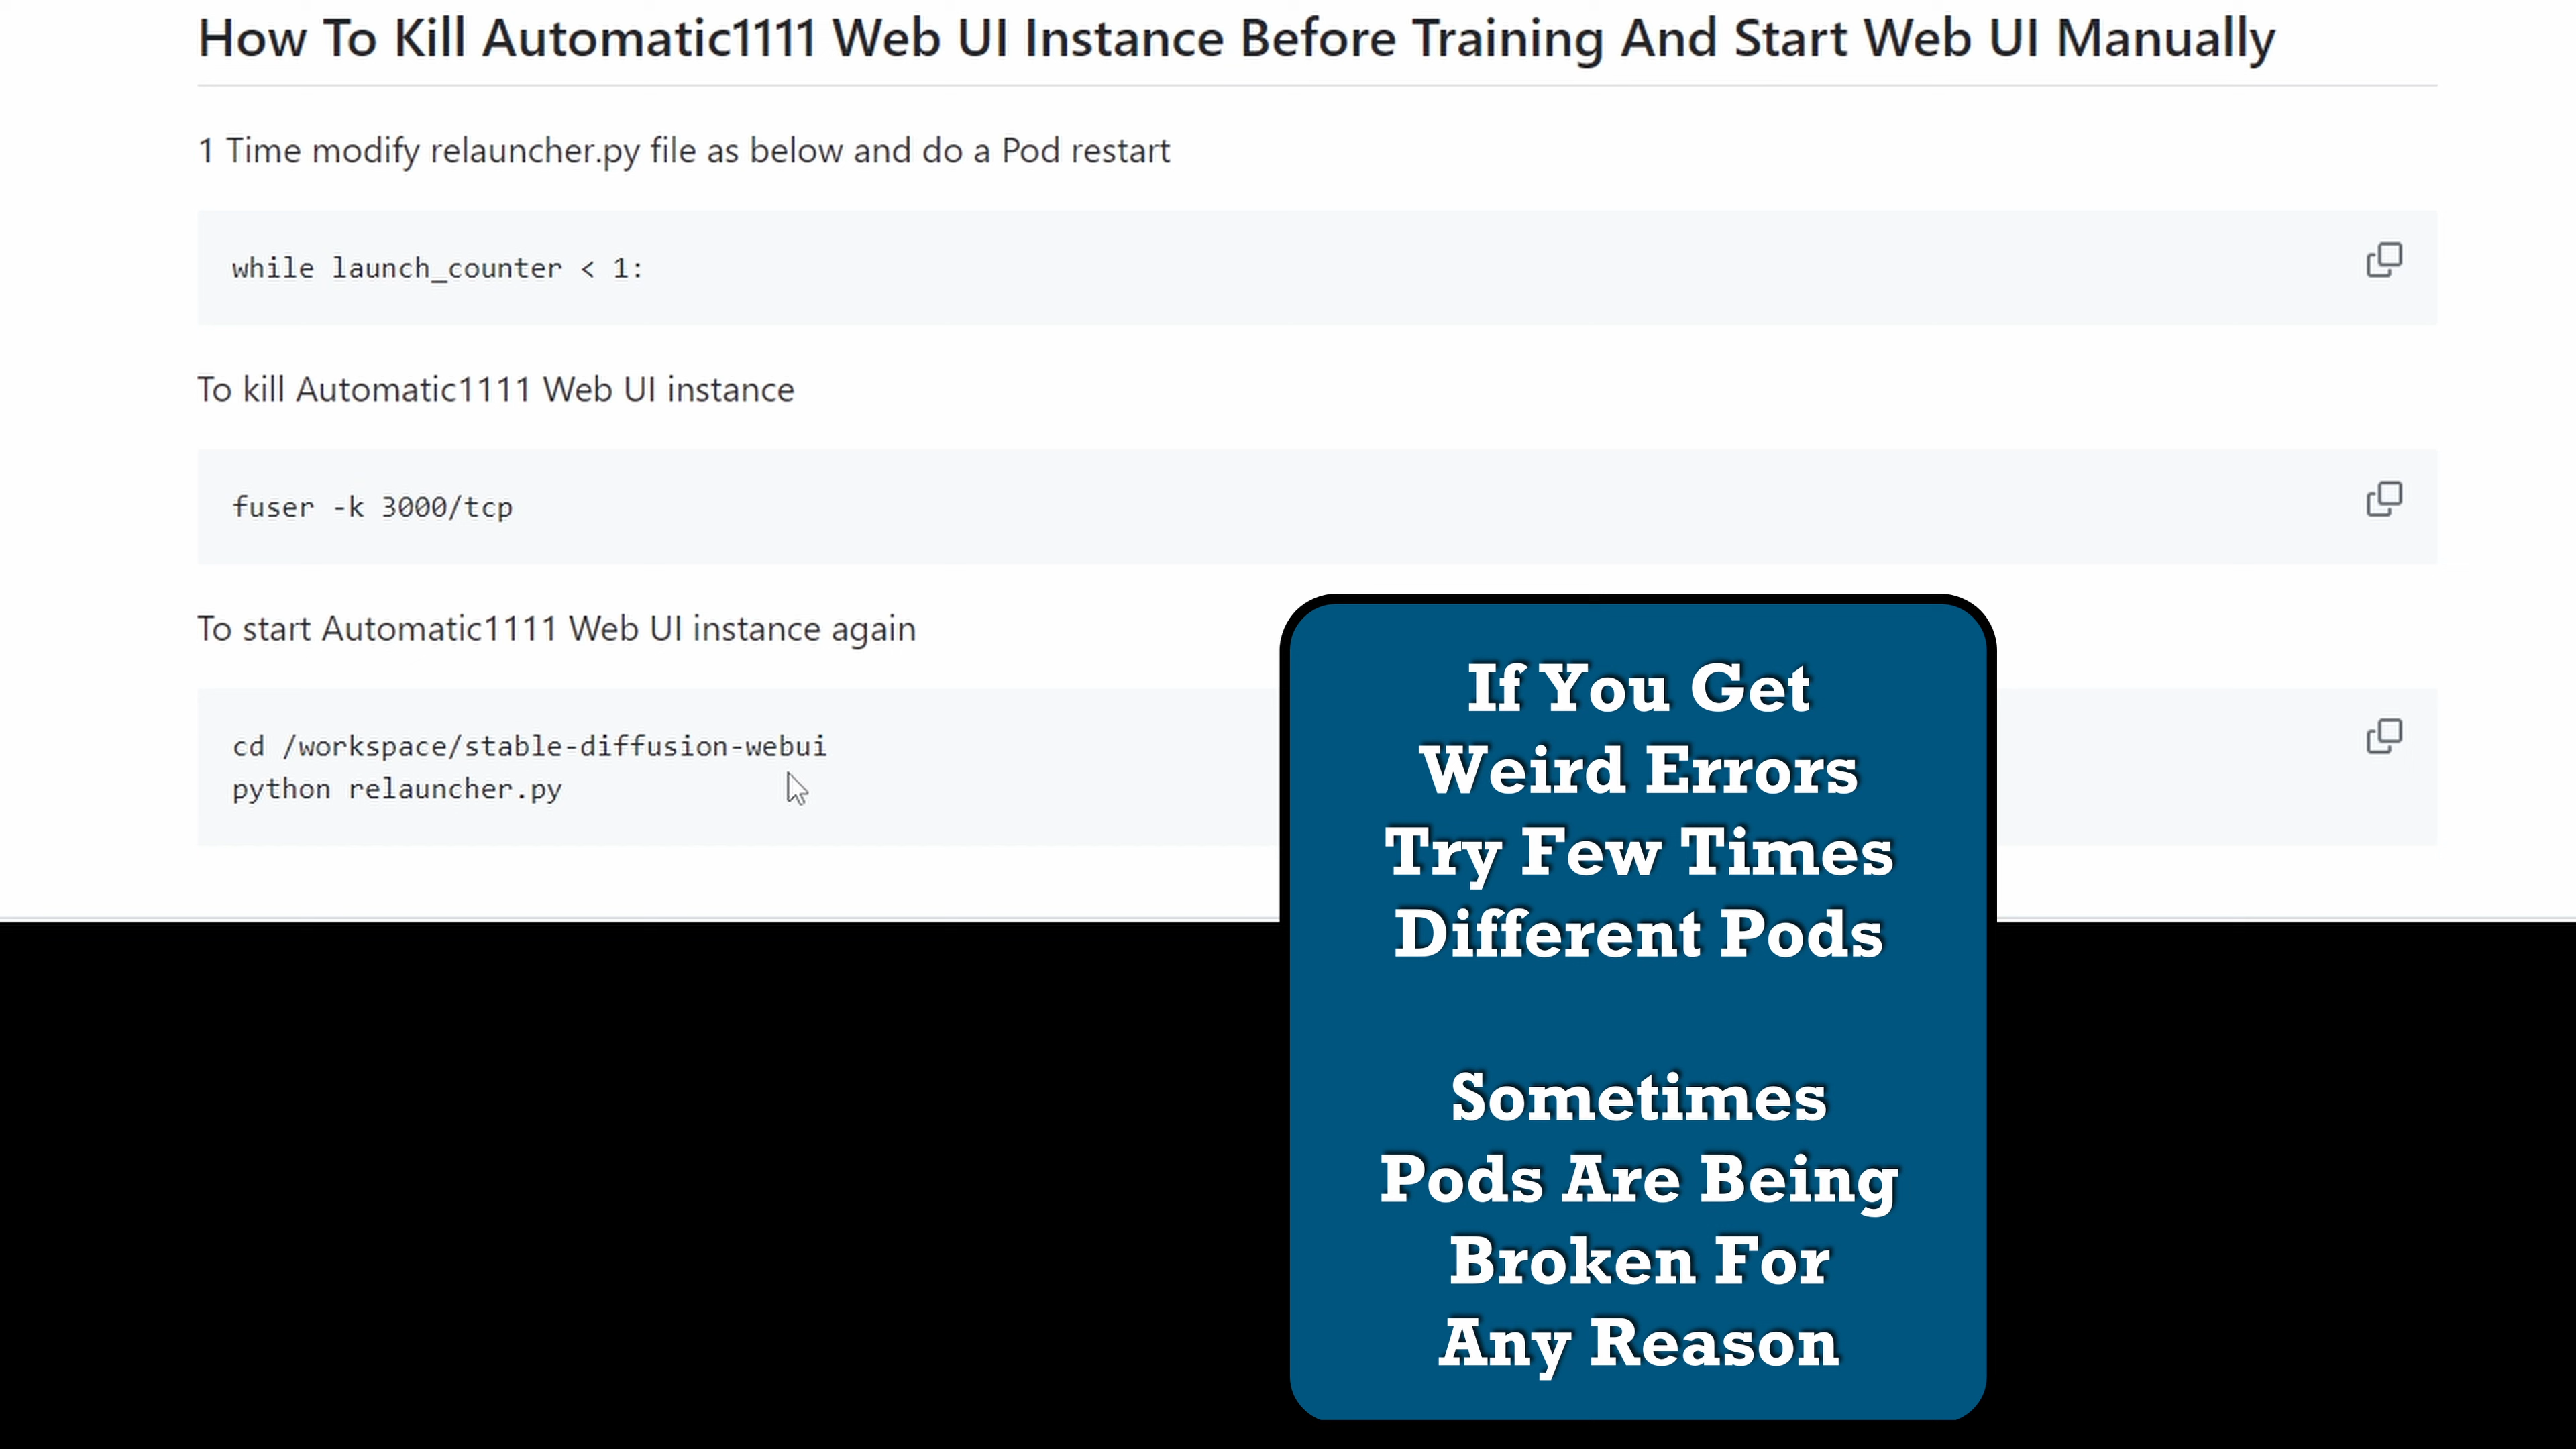 How To Kill Automatic1111 Web UI Instance Before Training And Start Web UI Manually
1 Time modify relauncher.py file as below and do a Pod restart
while launch_counter < 1:
To kill Automatic1111 Web UI instance
fuser -k 3000/tcp
To start Automatic1111 Web UI instance again
cd /workspace/stable-diffusion-webui
python relauncher.py
If You Get
Weird Errors
Try Few Times
Different Pods
Sometimes
Pods Are Being
Broken For
Any Reason